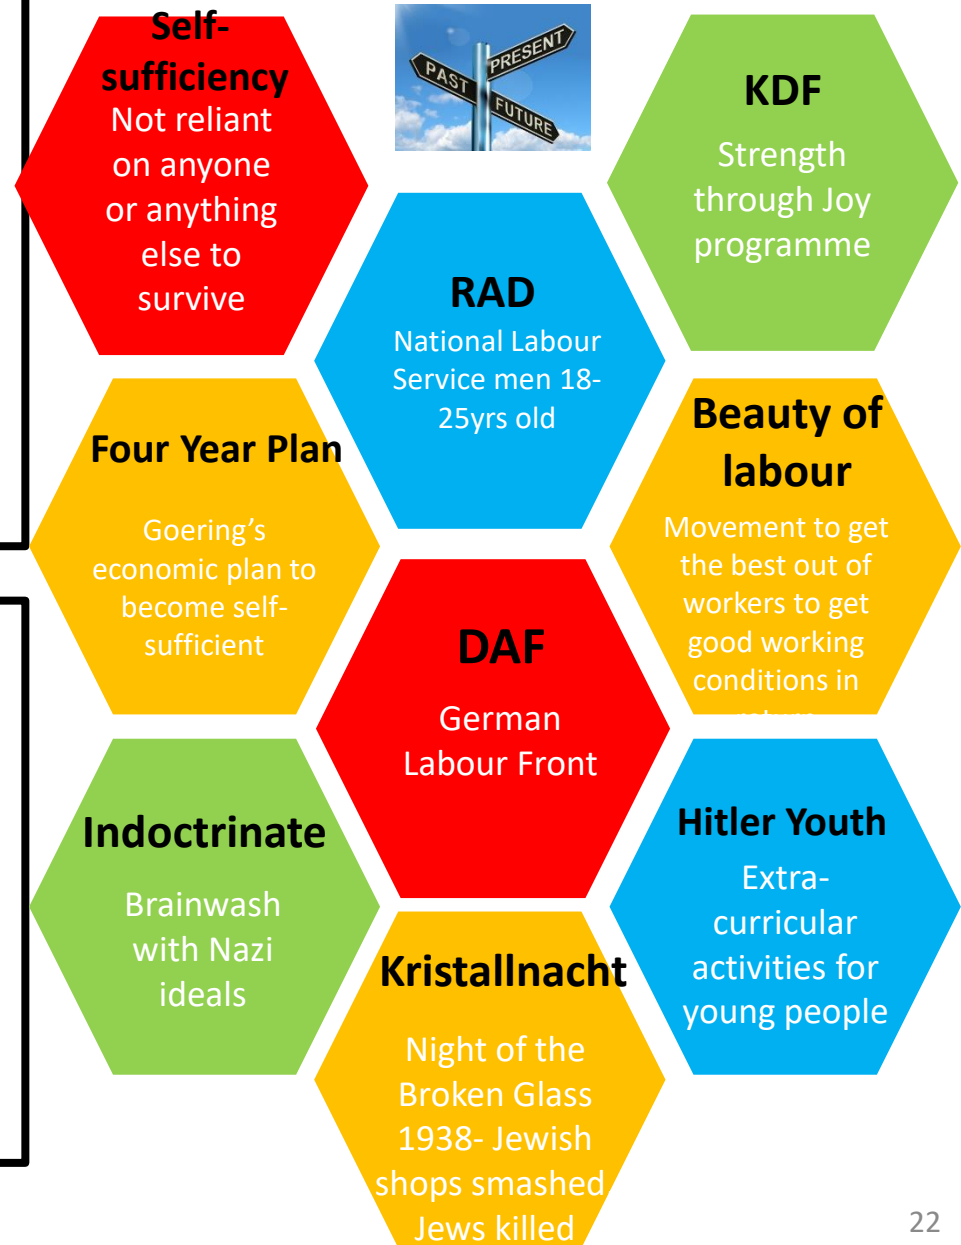 Self-
sufficiency
Not reliant
on anyone
or anything
else to
survive
PAST
PRESENT
FUTURE
KDF
Strength
through Joy
programme
RAD
National Labour
Service men 18-
25yrs old
Four Year Plan
Goering's
economic plan to
become self-
sufficient
Beauty of
labour
Movement to get
the best out of
workers to get
good working
conditions in
return
DAF
German
Labour Front
Indoctrinate
Brainwash
with Nazi
ideals
Hitler Youth
Extra-
curricular
activities for
young people
Kristallnacht
Night of the
Broken Glass
1938- Jewish
shops smashed
Jews killed
22